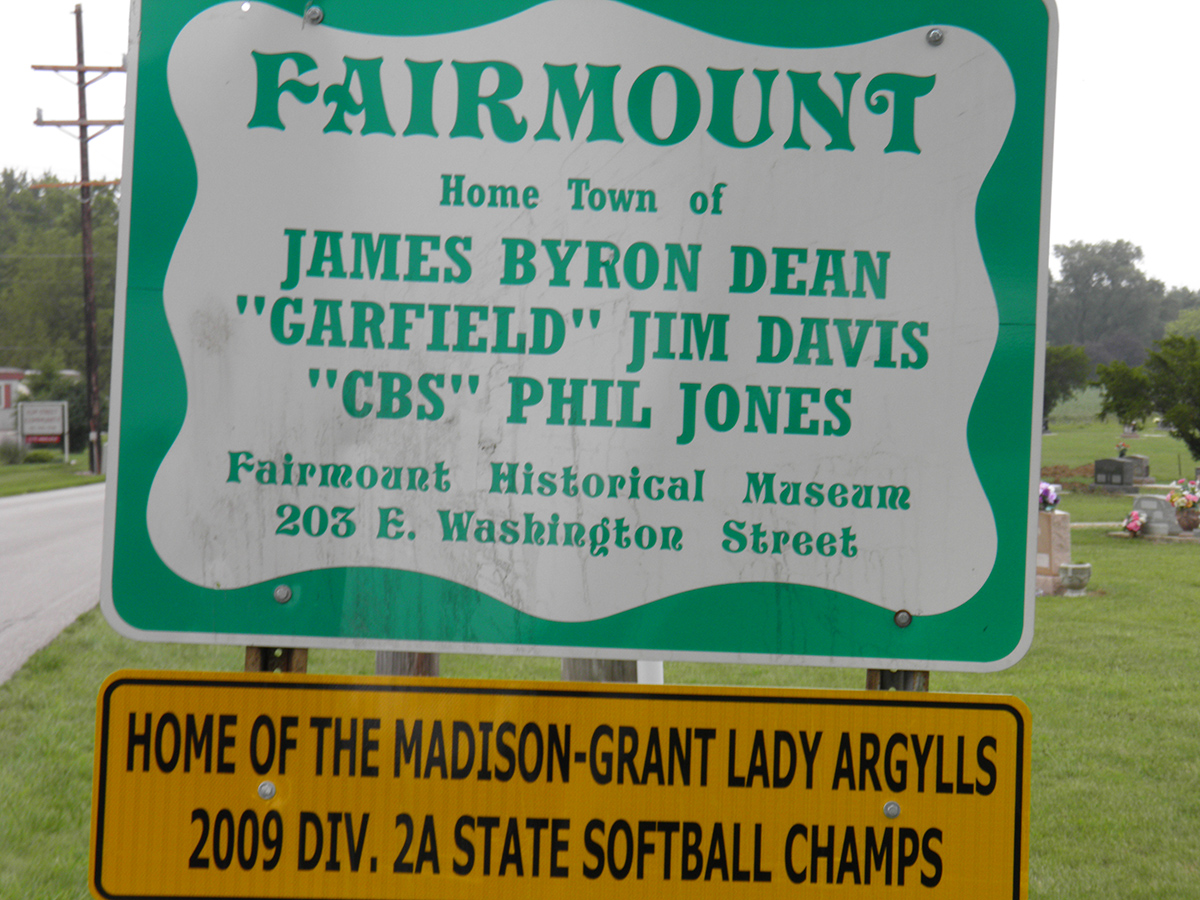 FAIRMOUNT
Home Town of
JAMES BYRON DEAN
"GARFIELD" JIM DAVIS
"CBS" PHIL JONES
Fairmount Historical Museum
203 E. Washington Street
HOME OF THE MADISON-GRANT LADY ARGYLLS
2009 DIV. 2A STATE SOFTBALL CHAMPS